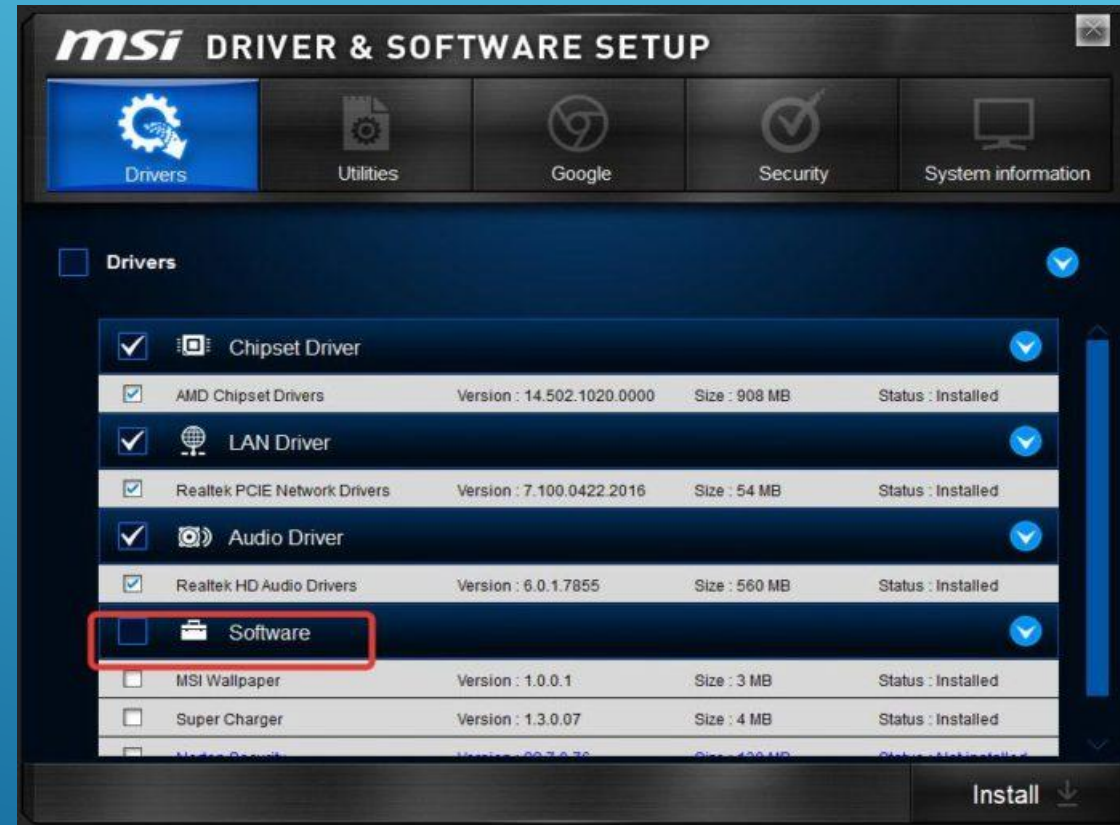 msi DRIVER & SOFTWARE SETUP
Drivers Utilities Google Security System information
Drivers
Chipset Driver
AMD Chipset Drivers Version : 14.502.1020.0000 Size : 908 MB Status : Installed
LAN Driver
Realtek PCIE Network Drivers Version : 7.100.0422.2016 Size : 54 MB Status : Installed
Audio Driver
Realtek HD Audio Drivers Version : 6.0.1.7855 Size : 560 MB Status : Installed
Software
MSI Wallpaper Version : 1.0.0.1 Size : 3 MB Status : Installed
Super Charger Version : 1.3.0.07 Size : 4 MB Status : Installed
Install